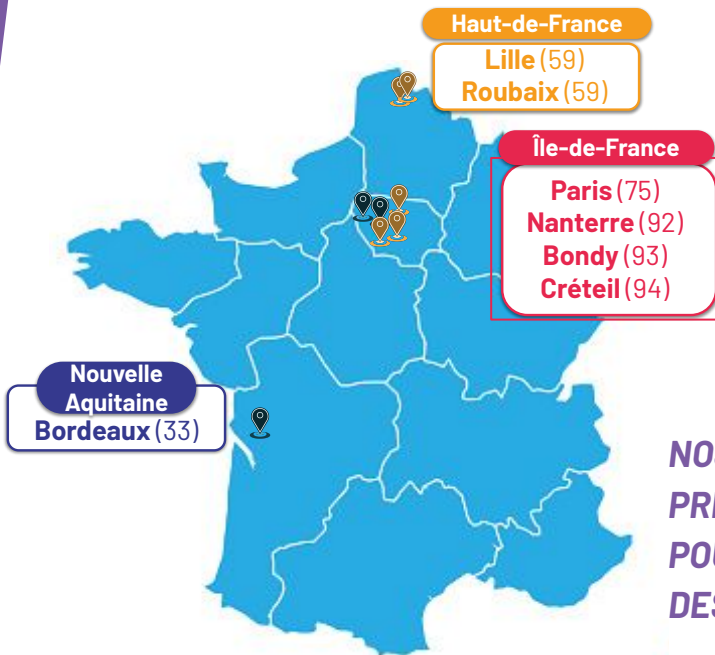 Haut-de-France
Lille (59)
Roubaix (59)
Île-de-France
Paris (75)
Nanterre (92)
Bondy (93)
Créteil (94)
Nouvelle
Aquitaine
Bordeaux (33)
DES